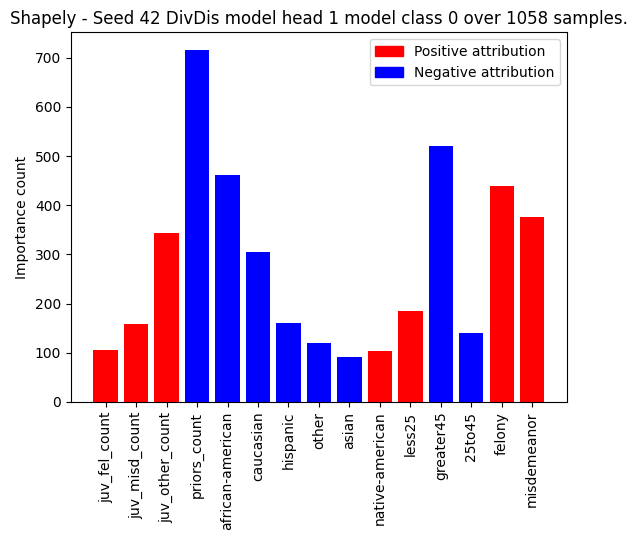 Shapely - Seed 42 DivDis model head 1 model class 0 over 1058 samples.
Positive attribution
Negative attribution
Importance count
700
600
500
400
300
200
100
0
juv_fel_count
juv_misd_count
juv_other_count
priors_count
african-american
caucasian
hispanic
other
asian
native-american
less25
greater45
25to45
felony
misdemeanor